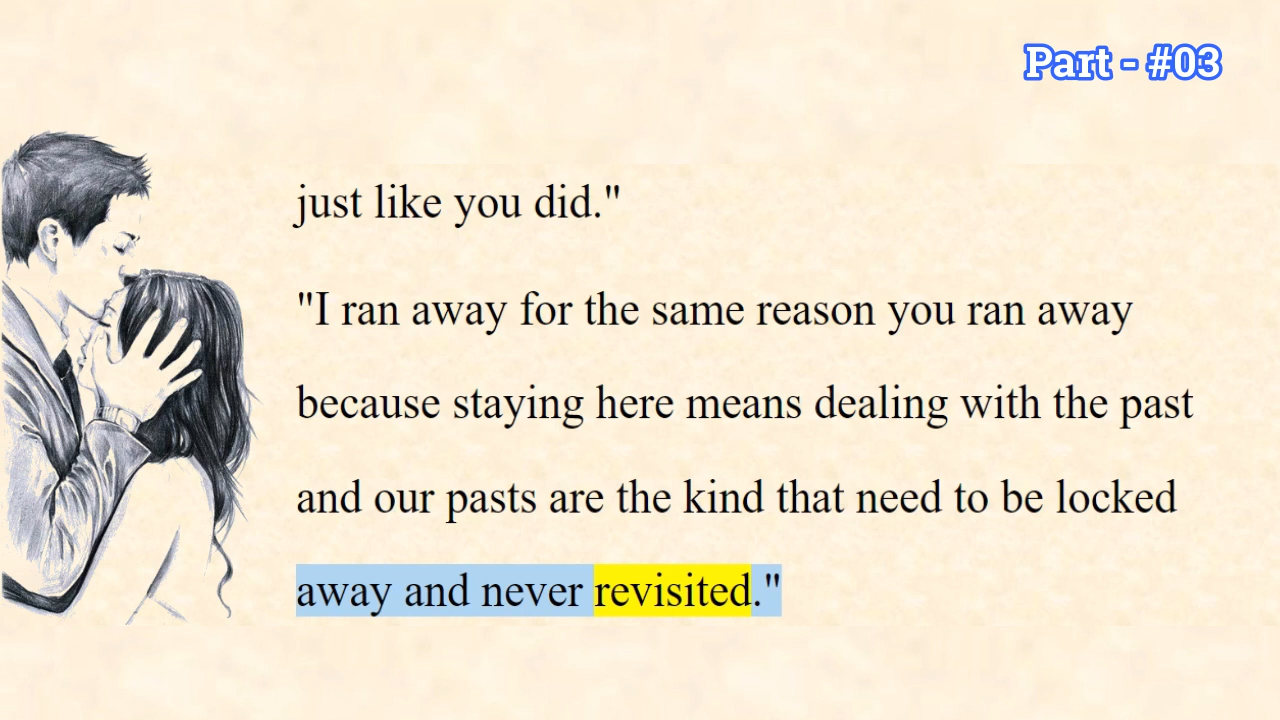 Part - #03
just like you did."
"I ran away for the same reason you ran away
because staying here means dealing with the past
and our pasts are the kind that need to be locked
away and never revisited."